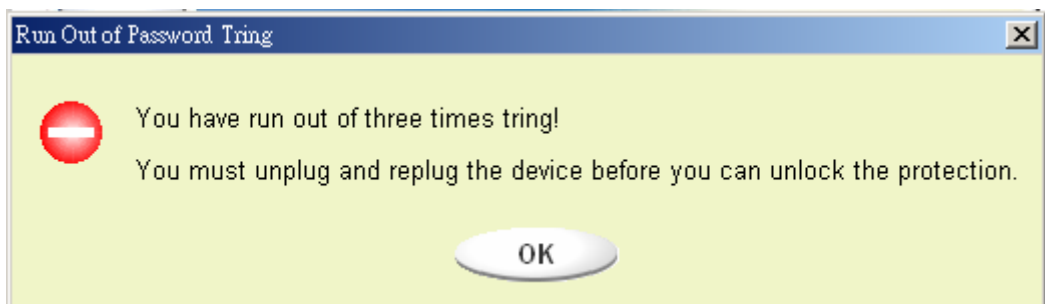 Run Out of Password Tring
You have run out of three times tring!
You must unplug and replug the device before you can unlock the protection.
OK